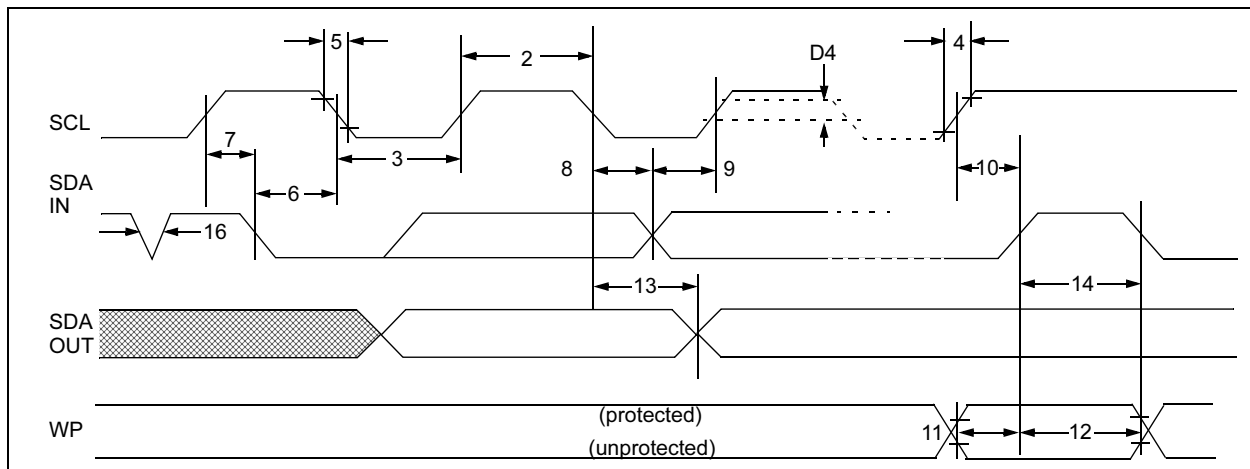 5
2
D4
4
SCL
7
3
8
9
10
SDA
IN
6
16
13
14
SDA
OUT
(protected)
WP
11
12
(unprotected)